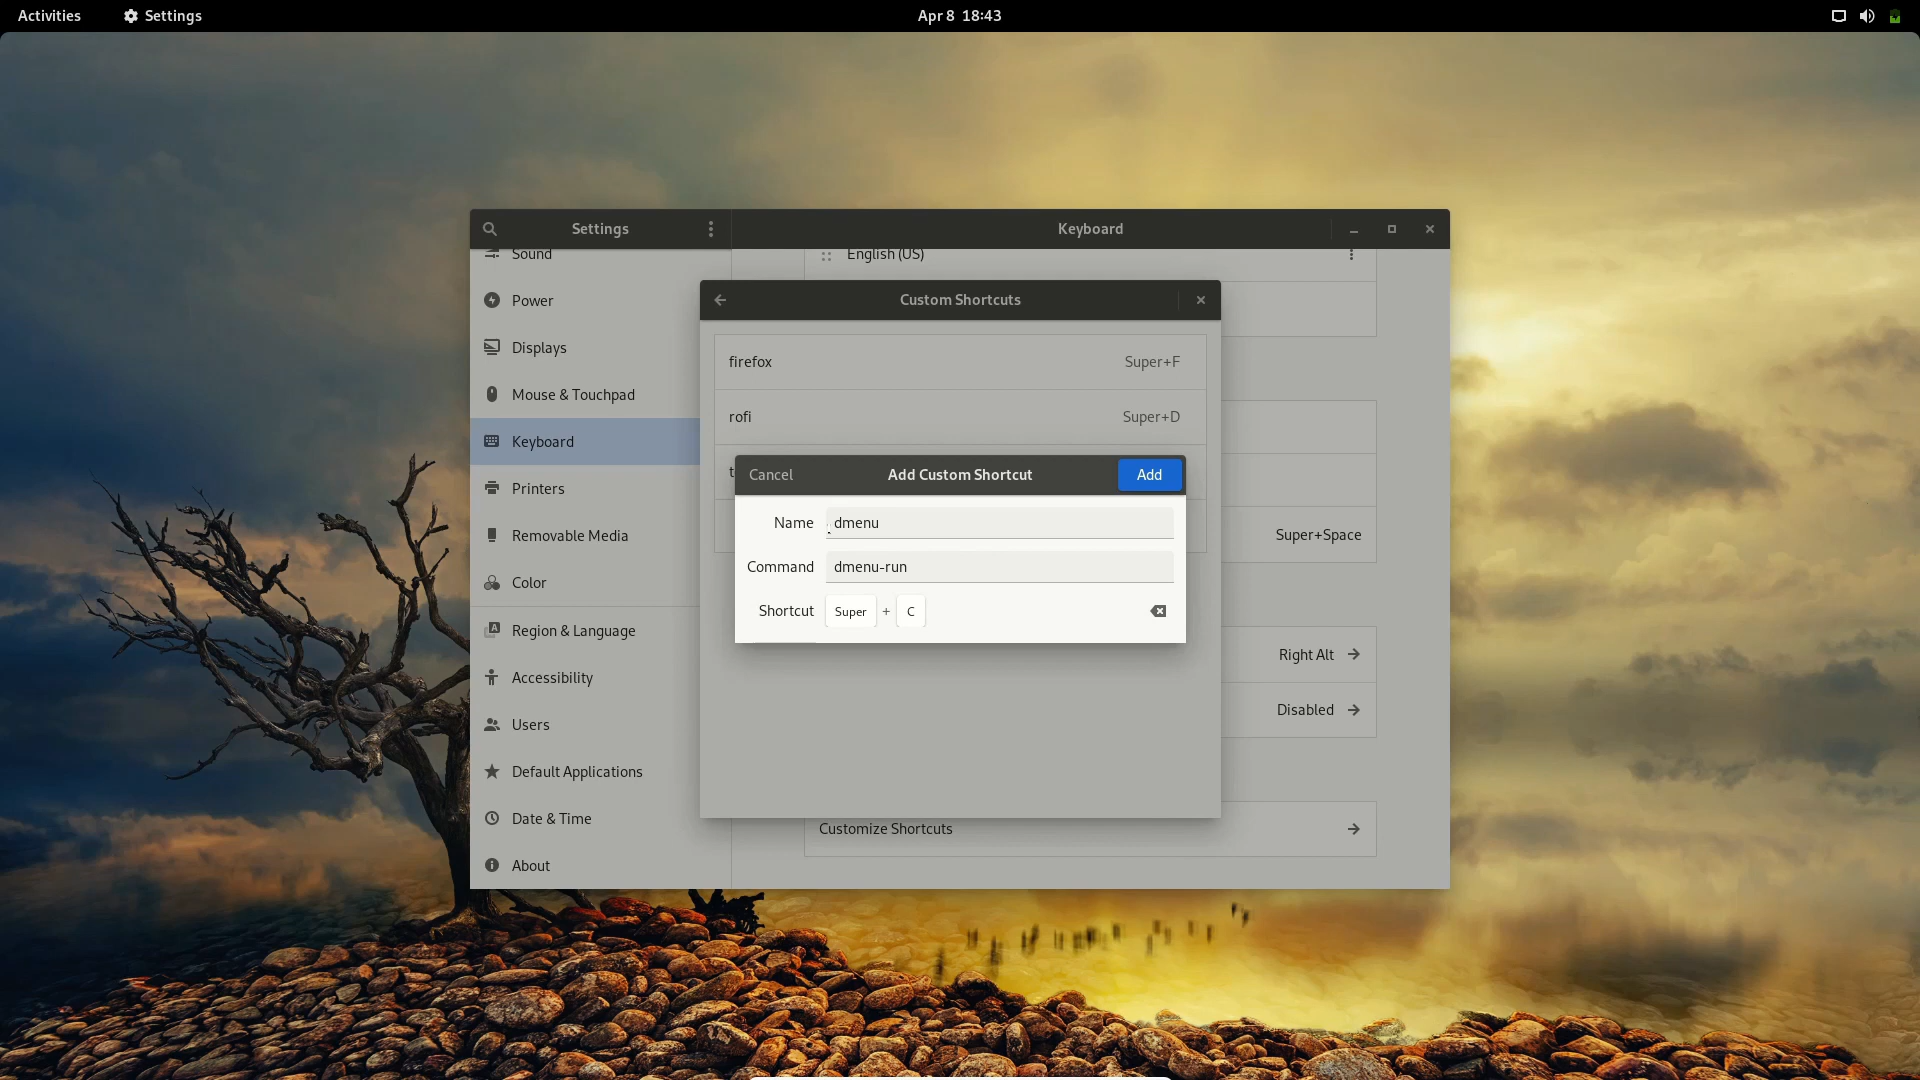 Activities
Settings
Apr 8 18:43
Settings
Keyboard
Sound
Power
Displays
Mouse & Touchpad
Keyboard
Printers
Removable Media
Color
Region & Language
Accessibility
Users
Default Applications
Date & Time
About
English (US)
Custom Shortcuts
firefox Super+F
rofi Super+D
Cancel Add Custom Shortcut Add
Name dmenu
Command dmenu-run
Shortcut Super + C
Super+Space
Right Alt
Disabled
Customize Shortcuts